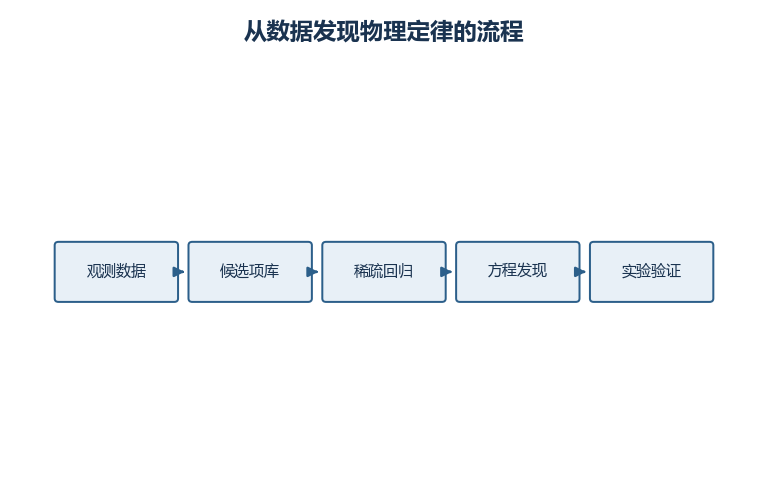 从数据发现物理定律的流程
观测数据
候选项库
稀疏回归
方程发现
实验验证